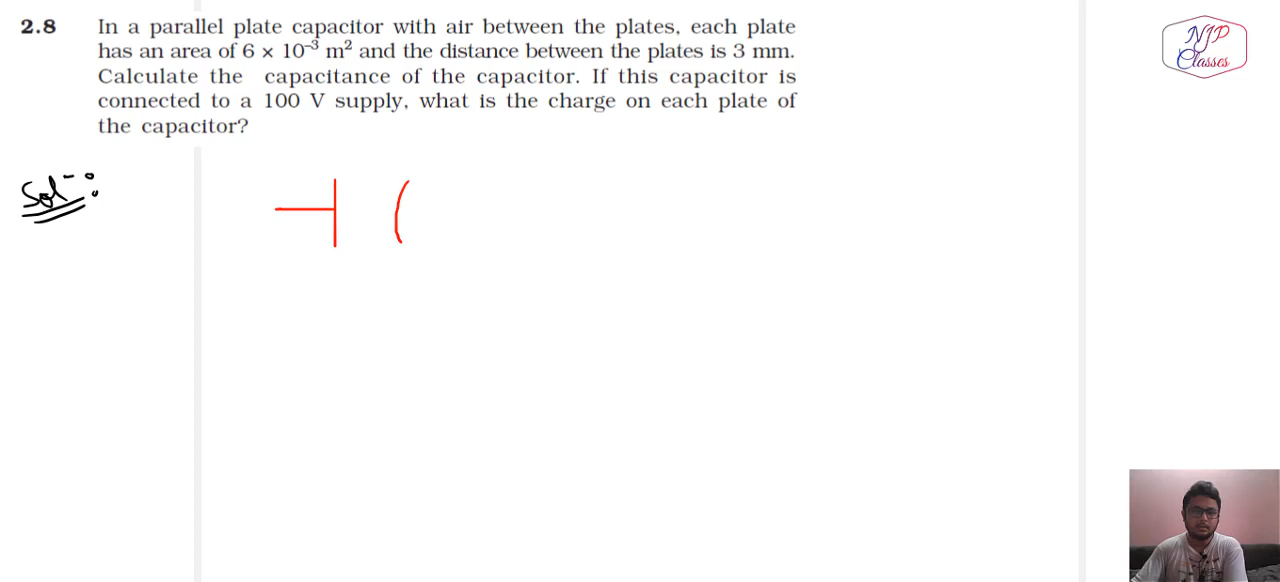 2.8 In a parallel plate capacitor with air between the plates, each plate
has an area of 6 × 10⁻³ m² and the distance between the plates is 3 mm.
Calculate the capacitance of the capacitor. If this capacitor is
connected to a 100 V supply, what is the charge on each plate of
the capacitor?
Sol-:
NJP
Classes